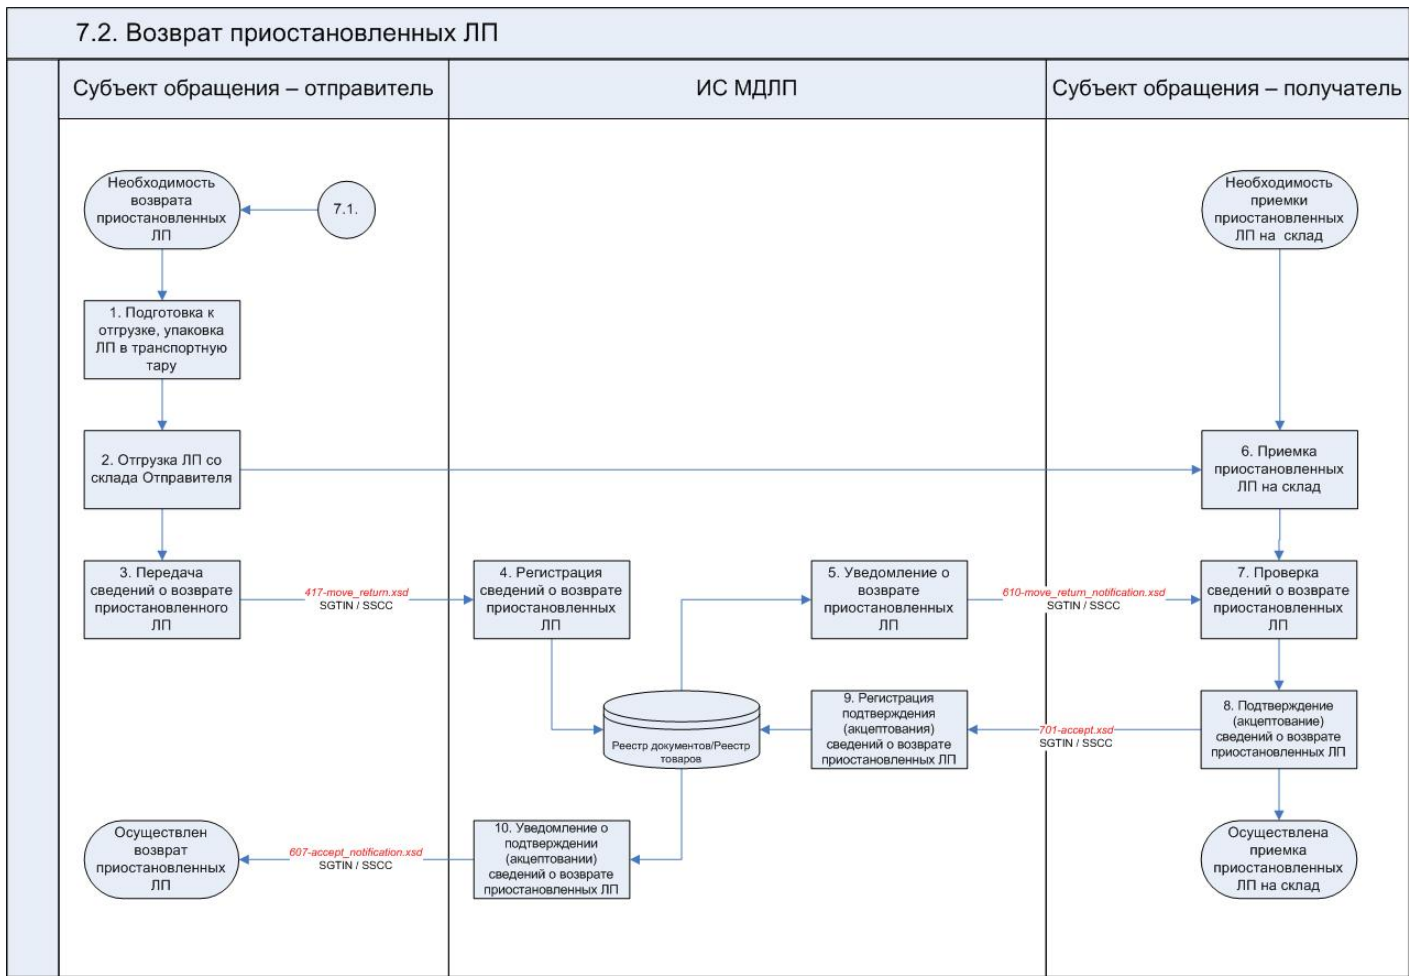 7.2. Возврат приостановленных ЛП
Субъект обращения – отправитель
ИС МДЛП
Субъект обращения – получатель
Необходимость
возврата
приостановленных
ЛП
7.1.
Необходимость
приемки
приостановленных
ЛП на склад
1. Подготовка к
отгрузке, упаковка
ЛП в транспортную
тару
2. Отгрузка ЛП со
склада Отправителя
6. Приемка
приостановленных
ЛП на склад
3. Передача
сведений о возврате
приостановленного
ЛП
417-move_return.xsd
SGTIN / SSCC
4. Регистрация
сведений о возврате
приостановленных
ЛП
5. Уведомление о
возврате
приостановленных
ЛП
610-move_return_notification.xsd
SGTIN / SSCC
7. Проверка
сведений о возврате
приостановленных
ЛП
Реестр документов/Реестр
товаров
9. Регистрация
подтверждения
(акцептования)
сведений о возврате
приостановленных ЛП
701-accept.xsd
SGTIN / SSCC
8. Подтверждение
(акцептование)
сведений о возврате
приостановленных ЛП
Осуществлен
возврат
приостановленных
ЛП
607-accept_notification.xsd
SGTIN / SSCC
10. Уведомление о
подтверждении
(акцептовании)
сведений о возврате
приостановленных ЛП
Осуществлена
приемка
приостановленных
ЛП на склад